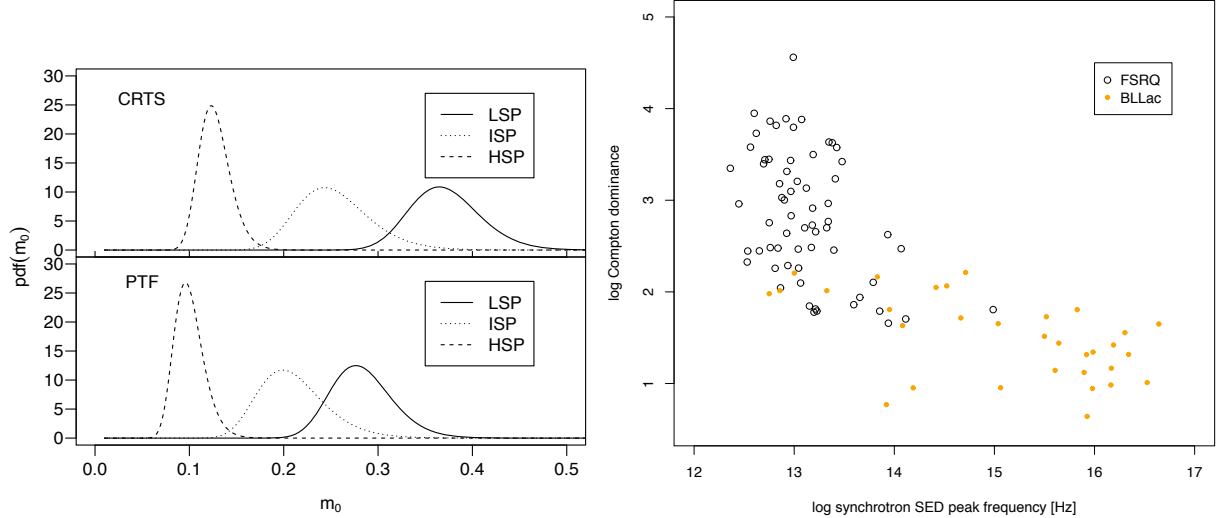 CRTS
LSP
ISP
HSP
30
25
20
15
10
5
0
PTF
LSP
ISP
HSP
30
25
20
15
10
5
0
pdf(m0)
0.0 0.1 0.2 0.3 0.4 0.5
m0
FSRQ
BLLac
5
4
3
2
1
log Compton dominance
12 13 14 15 16 17
log synchrotron SED peak frequency [Hz]